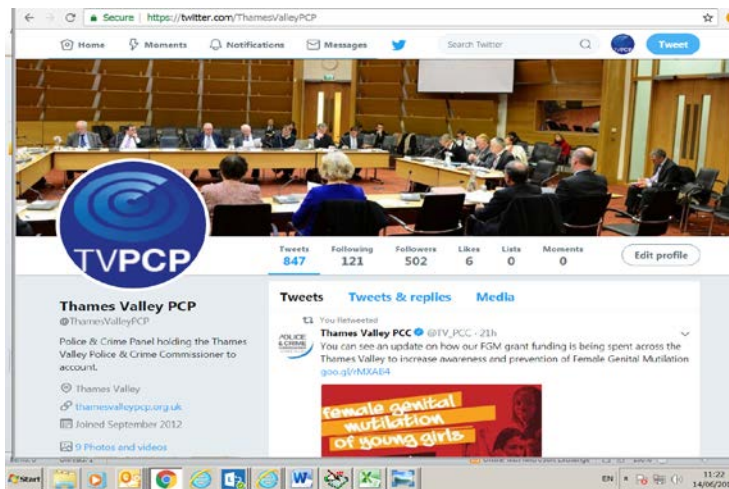 Secure | https://twitter.com/ThamesValleyPCP
Home Moments Notifications Messages Search Twitter Tweet
TVPCP
Tweets Following Followers Likes Lists Moments
847 121 502 6 0 0
Edit profile
Thames Valley PCP
@ThamesValleyPCP
Police & Crime Panel holding the Thames
Valley Police & Crime Commissioner to
account.
Thames Valley
thamesvalleypcp.org.uk
Joined September 2012
9 Photos and videos
Tweets Tweets & replies Media
You Retweeted
POLICE
& CRIME
Thames Valley PCC @TV_PCC - 21h
You can see an update on how our FGM grant funding is being spent across the
Thames Valley to increase awareness and prevention of Female Genital Mutilation
female genital
mutilation
of young girls
Start EN 11:22